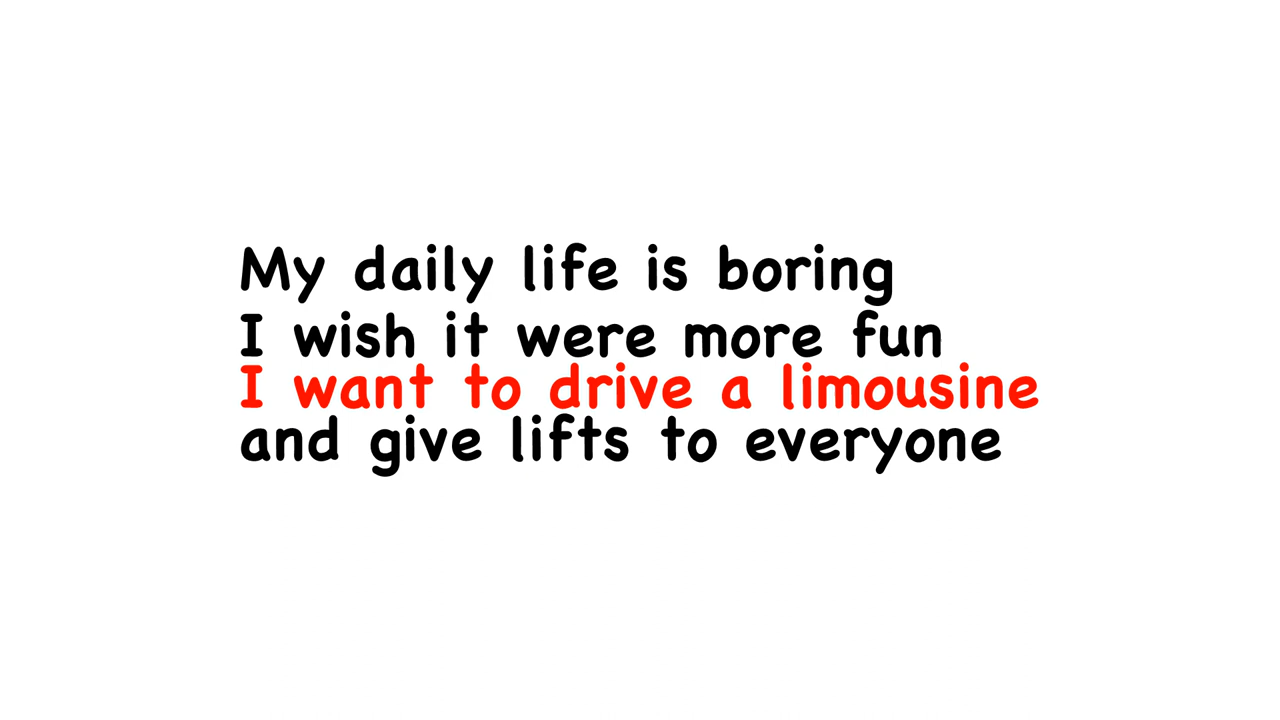 My daily life is boring
I wish it were more fun
I want to drive a limousine
and give lifts to everyone